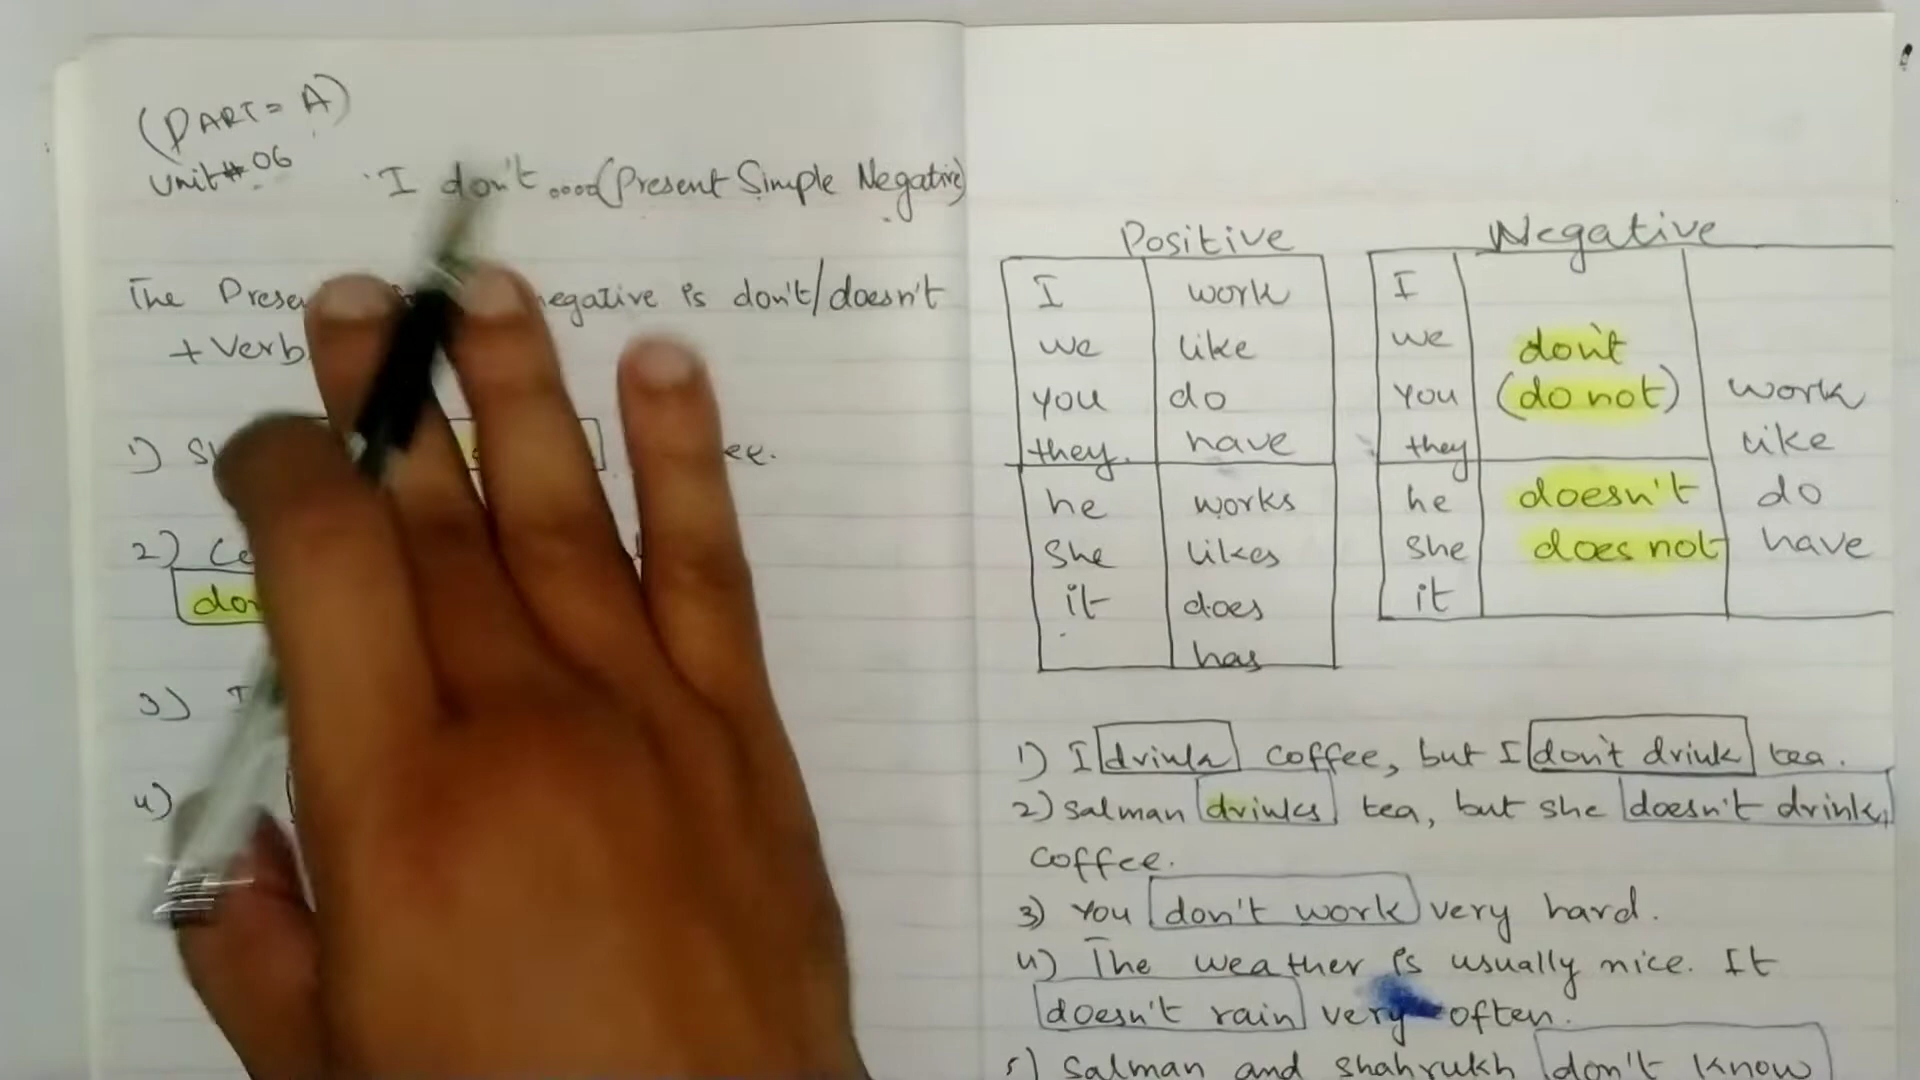 (PART = A)
Unit # 06
I don't ....(Present Simple Negative)
The negative is don't/doesn't
+ Verb
1)
2)
3) I
4)
Positive
I work
we like
you do
they. have
he works
she likes
it does
has
Negative
I
we don't
you (do not) work
they like
he doesn't do
she does not have
it
1) I drink coffee, but I don't drink tea.
2) Salman drinks tea, but she doesn't drink
coffee.
3) You don't work very hard.
4) The weather is usually nice. It
doesn't rain very often.
5) Salman and Shahrukh don't know